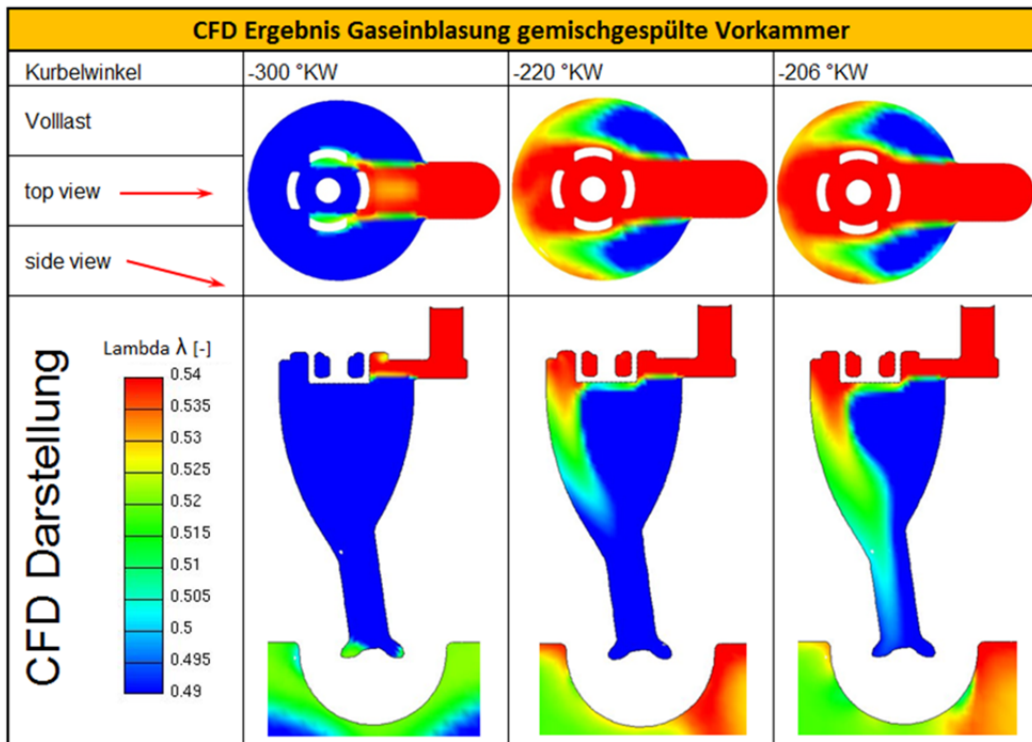 CFD Ergebnis Gaseinblasung gemischgespülte Vorkammer
Kurbelwinkel
-300 °KW
-220 °KW
-206 °KW
Volllast
top view
side view
CFD Darstellung
Lambda λ [-]
0.54
0.535
0.53
0.525
0.52
0.515
0.51
0.505
0.5
0.495
0.49